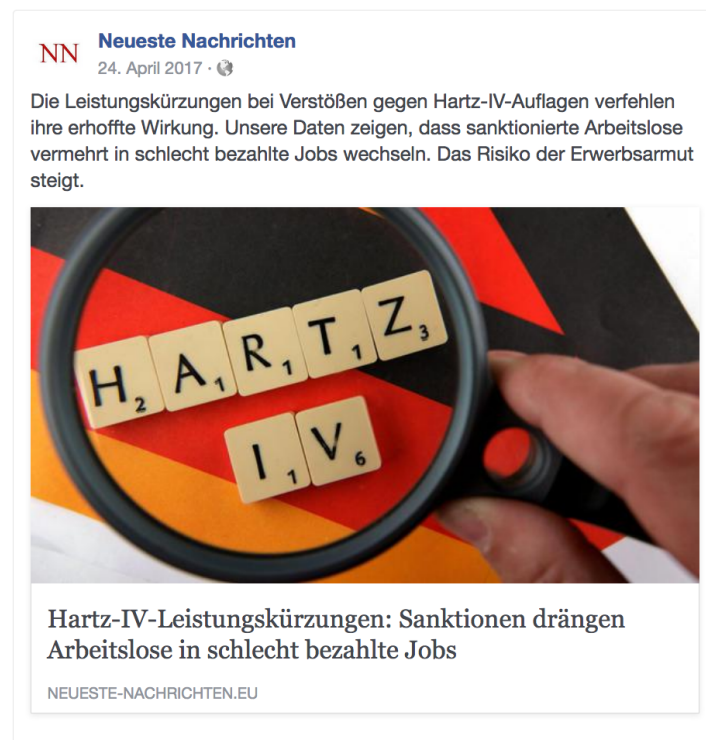 NN
Neueste Nachrichten
24. April 2017 ·
Die Leistungskürzungen bei Verstößen gegen Hartz-IV-Auflagen verfehlen
ihre erhoffte Wirkung. Unsere Daten zeigen, dass sanktionierte Arbeitslose
vermehrt in schlecht bezahlte Jobs wechseln. Das Risiko der Erwerbsarmut
steigt.
H2 A1 R1 T1 Z3
I1 V6
Hartz-IV-Leistungskürzungen: Sanktionen drängen
Arbeitslose in schlecht bezahlte Jobs
NEUESTE-NACHRICHTEN.EU